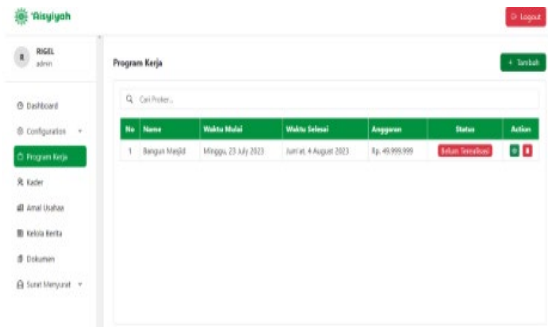 'Aisyiyah
Logout
R
RIGEL
admin
Program Kerja
+ Tambah
Dashboard
Configuration
Program Kerja
Kader
Amal Usahaa
Kelola Berita
Dokumen
Surat Menyurat
Cari Proker...
No Name Waktu Mulai Waktu Selesai Anggaran Status Action
1 Bangun Masjid Minggu, 23 July 2023 Jum'at, 4 August 2023 Rp. 49.999.999 Belum Terealisasi